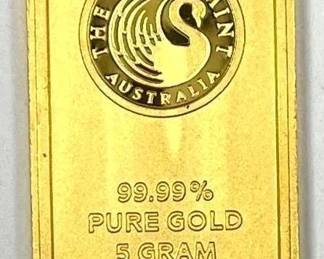 THE MINT
AUSTRALIA
99.99%
PURE GOLD
5 GRAM